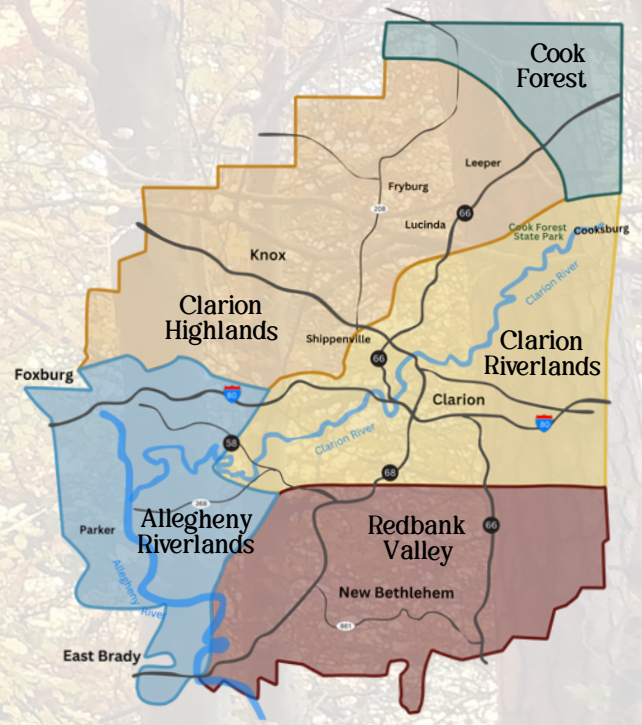 Cook
Forest
Leeper
Fryburg
208
66
Lucinda
Cook Forest
State Park
Cooksburg
Knox
Clarion River
Clarion
Highlands
Shippenville
Clarion
Riverlands
66
Foxburg
80
Clarion
80
Clarion River
58
68
368
Allegheny
Riverlands
Parker
Redbank
Valley
66
Allegheny River
New Bethlehem
861
East Brady